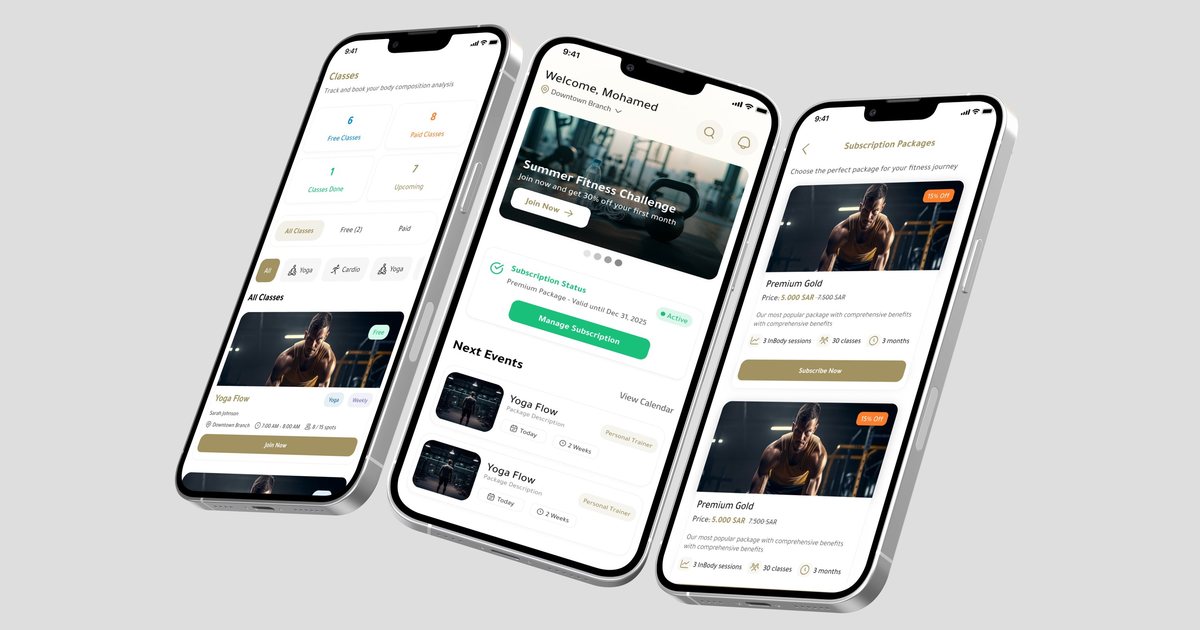 9:41
Classes
Track and book your body composition analysis
6
Free Classes
8
Paid Classes
1
Classes Done
7
Upcoming
All Classes
Free (2)
Paid
All
Yoga
Cardio
Yoga
All Classes
Free
Yoga Flow
Yoga
Weekly
Sarah Johnson
Downtown Branch
7:00 AM - 8:00 AM
8 / 15 spots
Join Now
9:41
Welcome, Mohamed
Downtown Branch
Summer Fitness Challenge
Join now and get 30% off your first month
Join Now
Subscription Status
Premium Package - Valid until Dec 31, 2025
Active
Manage Subscription
Next Events
View Calendar
Yoga Flow
Package Description
Today
2 Weeks
Personal Trainer
Yoga Flow
Package Description
Today
2 Weeks
Personal Trainer
9:41
Subscription Packages
Choose the perfect package for your fitness journey
15% Off
Premium Gold
Price: 5.000 SAR 7.500 SAR
Our most popular package with comprehensive benefits
with comprehensive benefits
3 InBody sessions
30 classes
3 months
Subscribe Now
15% Off
Premium Gold
Price: 5.000 SAR 7.500 SAR
Our most popular package with comprehensive benefits
with comprehensive benefits
3 InBody sessions
30 classes
3 months